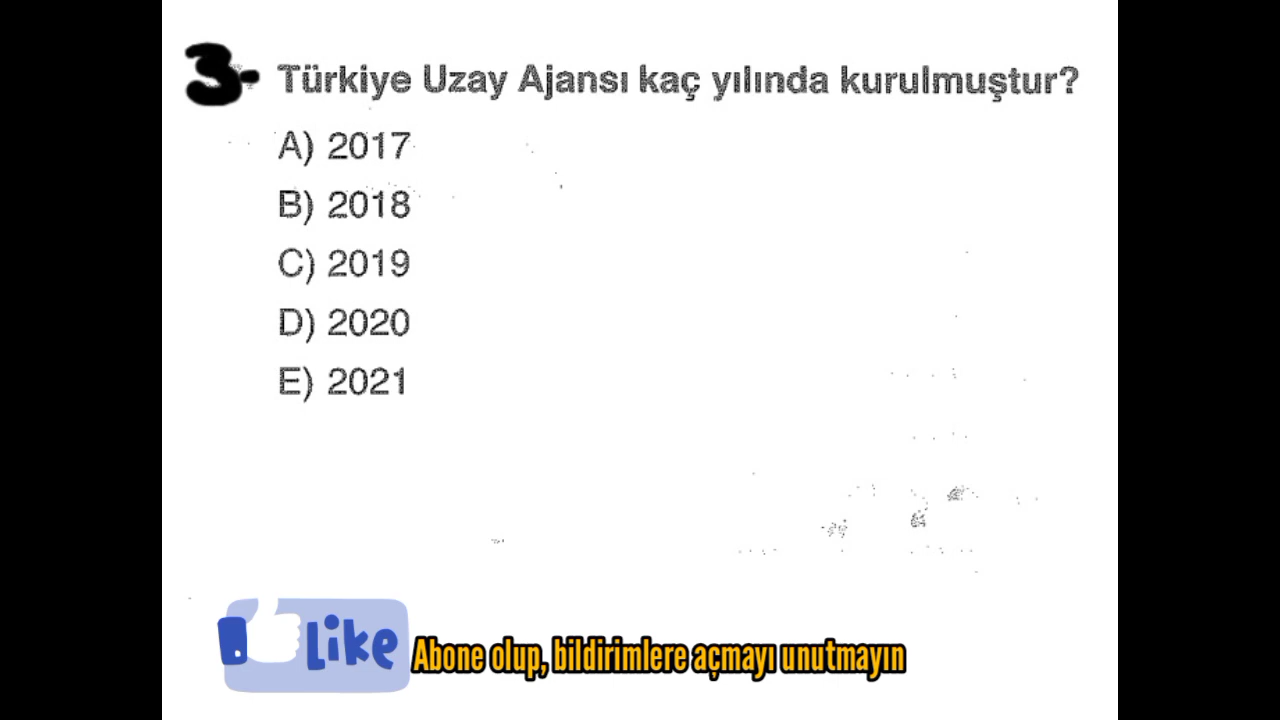 3- Türkiye Uzay Ajansı kaç yılında kurulmuştur?
A) 2017
B) 2018
C) 2019
D) 2020
E) 2021
Like
Abone olup, bildirimlere açmayı unutmayın